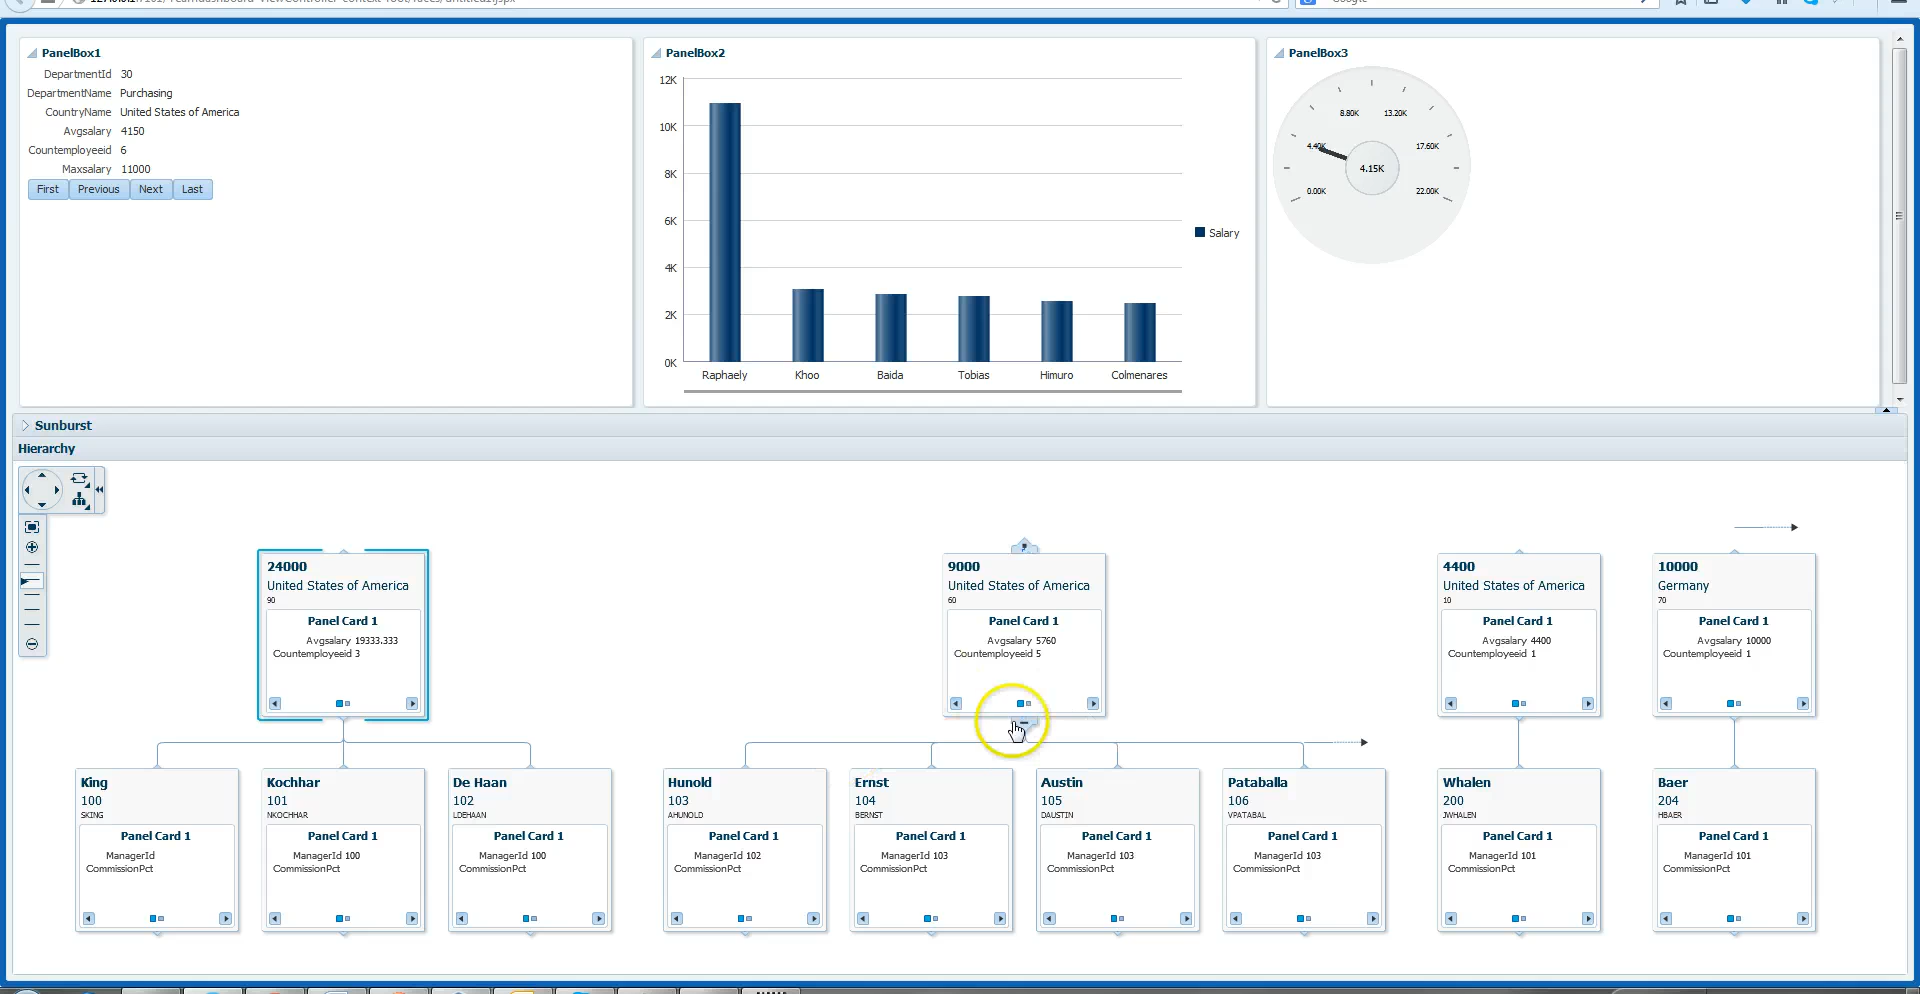 PanelBox1
DepartmentId 30
DepartmentName Purchasing
CountryName United States of America
Avgsalary 4150
Countemployeeid 6
Maxsalary 11000
First Previous Next Last
PanelBox2
12K
10K
8K
6K
4K
2K
0K
Raphaely Khoo Baida Tobias Himuro Colmenares
Salary
PanelBox3
8.80K 13.20K
4.40K 17.60K
4.15K
0.00K 22.00K
Sunburst
Hierarchy
24000
United States of America
90
Panel Card 1
Avgsalary 19333.333
Countemployeeid 3
9000
United States of America
60
Panel Card 1
Avgsalary 5760
Countemployeeid 5
4400
United States of America
10
Panel Card 1
Avgsalary 4400
Countemployeeid 1
10000
Germany
70
Panel Card 1
Avgsalary 10000
Countemployeeid 1
King
100
SKING
Panel Card 1
ManagerId
CommissionPct
Kochhar
101
NKOCHHAR
Panel Card 1
ManagerId 100
CommissionPct
De Haan
102
LDEHAAN
Panel Card 1
ManagerId 100
CommissionPct
Hunold
103
AHUNOLD
Panel Card 1
ManagerId 102
CommissionPct
Ernst
104
BERNST
Panel Card 1
ManagerId 103
CommissionPct
Austin
105
DAUSTIN
Panel Card 1
ManagerId 103
CommissionPct
Pataballa
106
VPATABAL
Panel Card 1
ManagerId 103
CommissionPct
Whalen
200
JWHALEN
Panel Card 1
ManagerId 101
CommissionPct
Baer
204
HBAER
Panel Card 1
ManagerId 101
CommissionPct